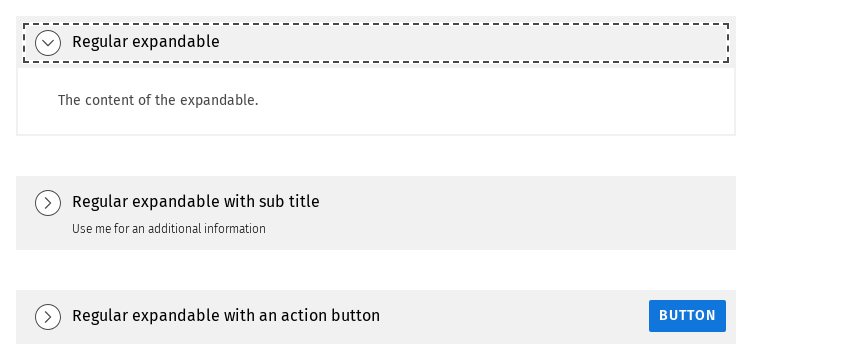 Regular expandable
The content of the expandable.
Regular expandable with sub title
Use me for an additional information
Regular expandable with an action button
BUTTON